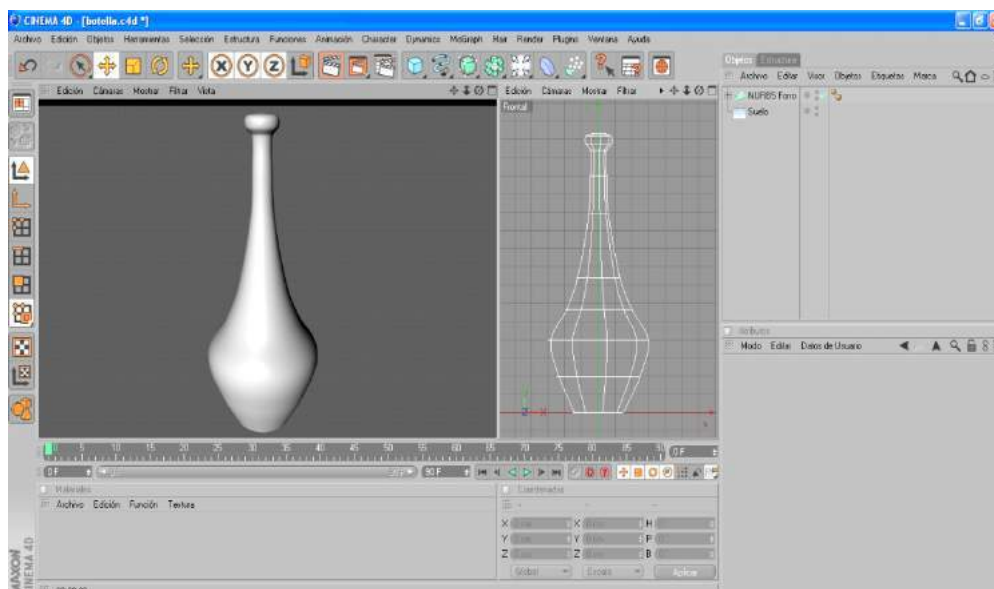 CINEMA 4D - [botella.c4d *]
Archivo Edición Objetos Herramientas Selección Estructura Funciones Animación Character Dynamics MoGraph Hair Render Plugins Ventana Ayuda
Objetos Estructura
Archivo Editar Visor Objetos Etiquetas Marca
NURBS Torno
Suelo
Edición Cámaras Mostrar Filtrar Vista
Edición Cámaras Mostrar Filtrar
Frontal
Y
Z X
Atributos
Modo Editar Datos de Usuario
0 5 10 15 20 25 30 35 40 45 50 55 60 65 70 75 80 85 90 0 F
0 F 90 F
Materiales
Archivo Edición Función Textura
Coordenadas
X X H
Y Y P
Z Z B
Global Escala Aplicar
MAXON
CINEMA 4D